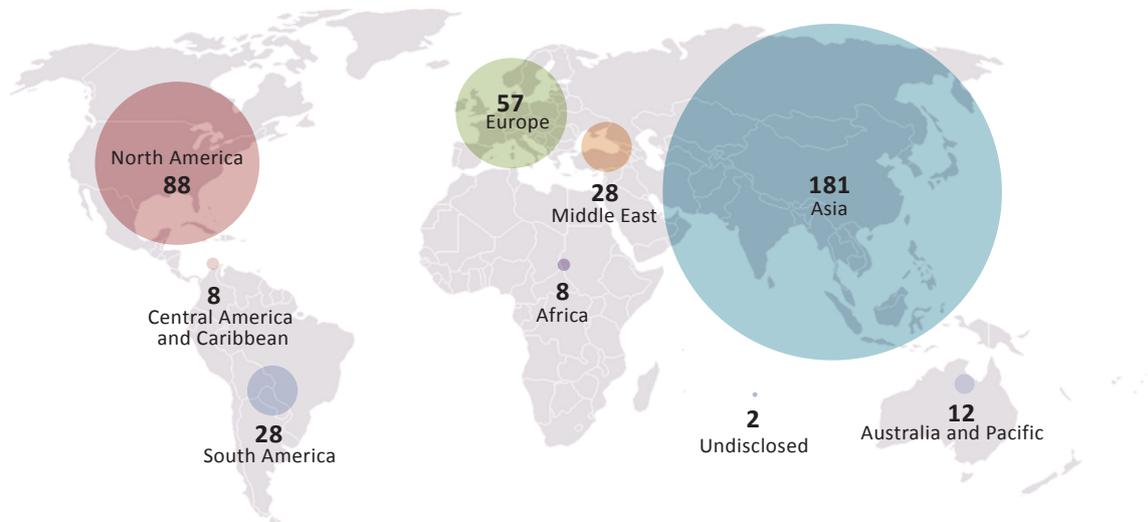 North America
88
57
Europe
28
Middle East
181
Asia
8
Central America
and Caribbean
8
Africa
28
South America
2
Undisclosed
12
Australia and Pacific